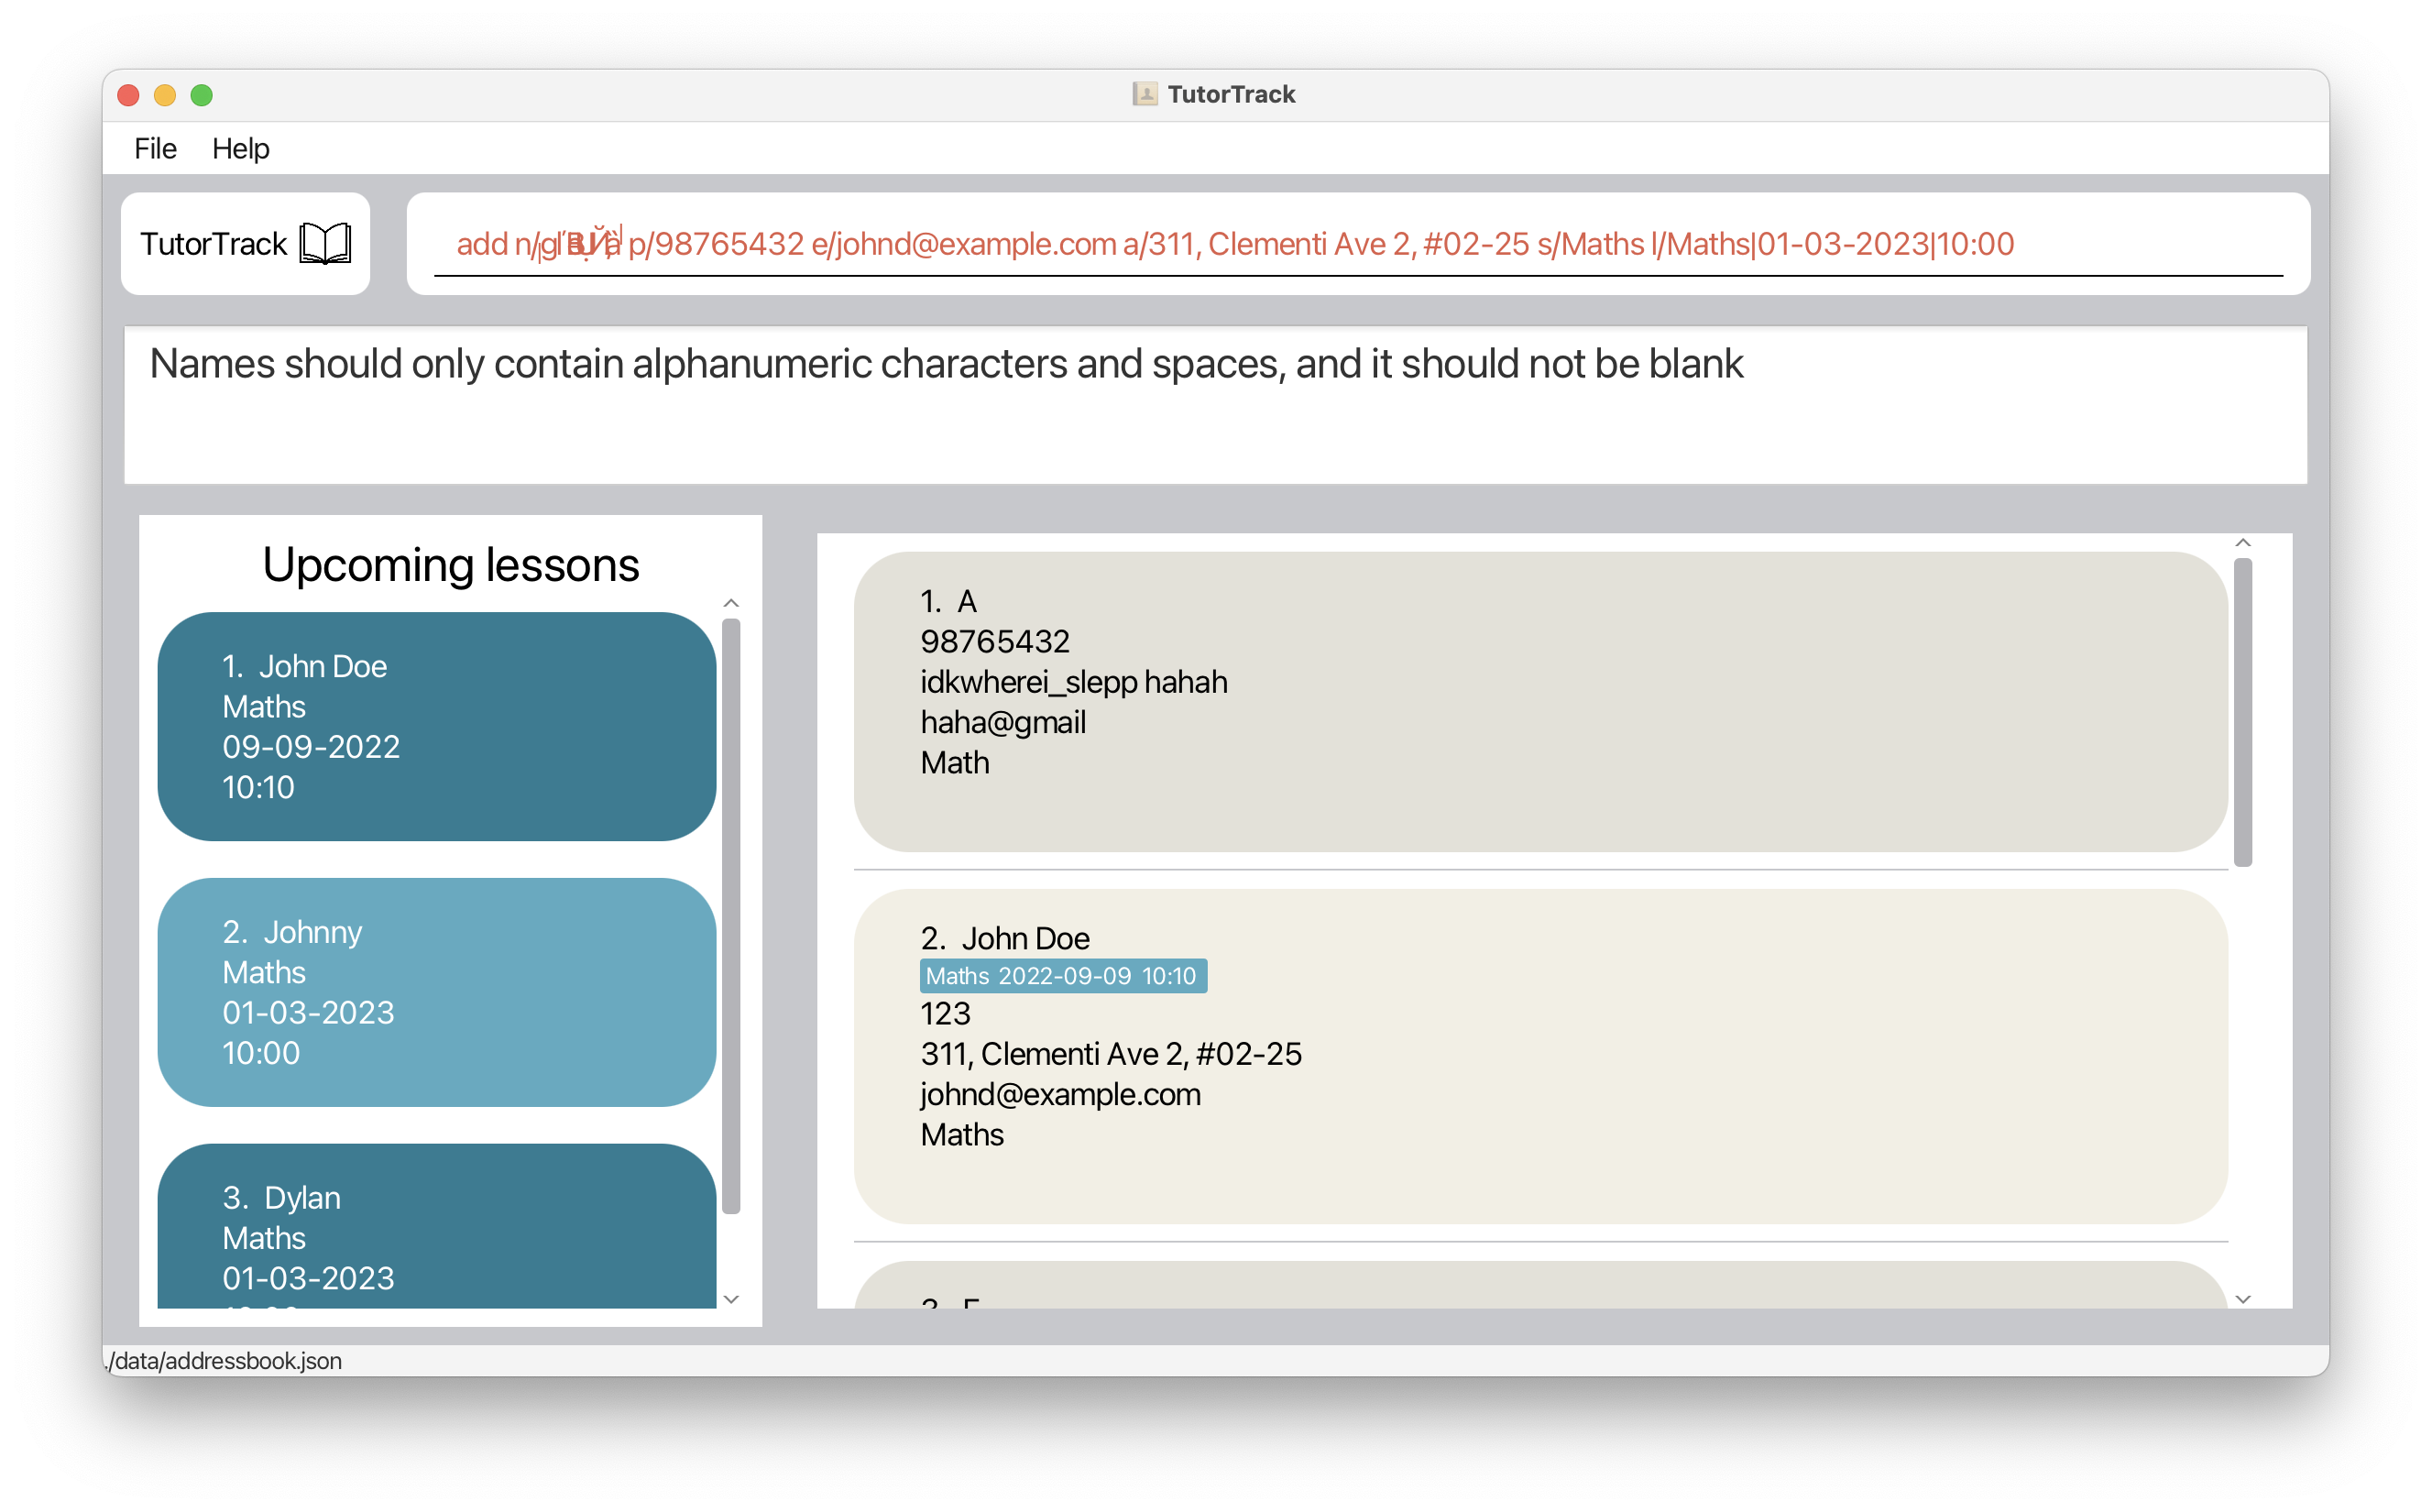 TutorTrack
File Help
TutorTrack
add n/ p/98765432 e/johnd@example.com a/311, Clementi Ave 2, #02-25 s/Maths l/Maths|01-03-2023|10:00
Names should only contain alphanumeric characters and spaces, and it should not be blank
Upcoming lessons
1. John Doe
Maths
09-09-2022
10:10
2. Johnny
Maths
01-03-2023
10:00
3. Dylan
Maths
01-03-2023
1. A
98765432
idkwherei_slepp hahah
haha@gmail
Math
2. John Doe
Maths 2022-09-09 10:10
123
311, Clementi Ave 2, #02-25
johnd@example.com
Maths
./data/addressbook.json